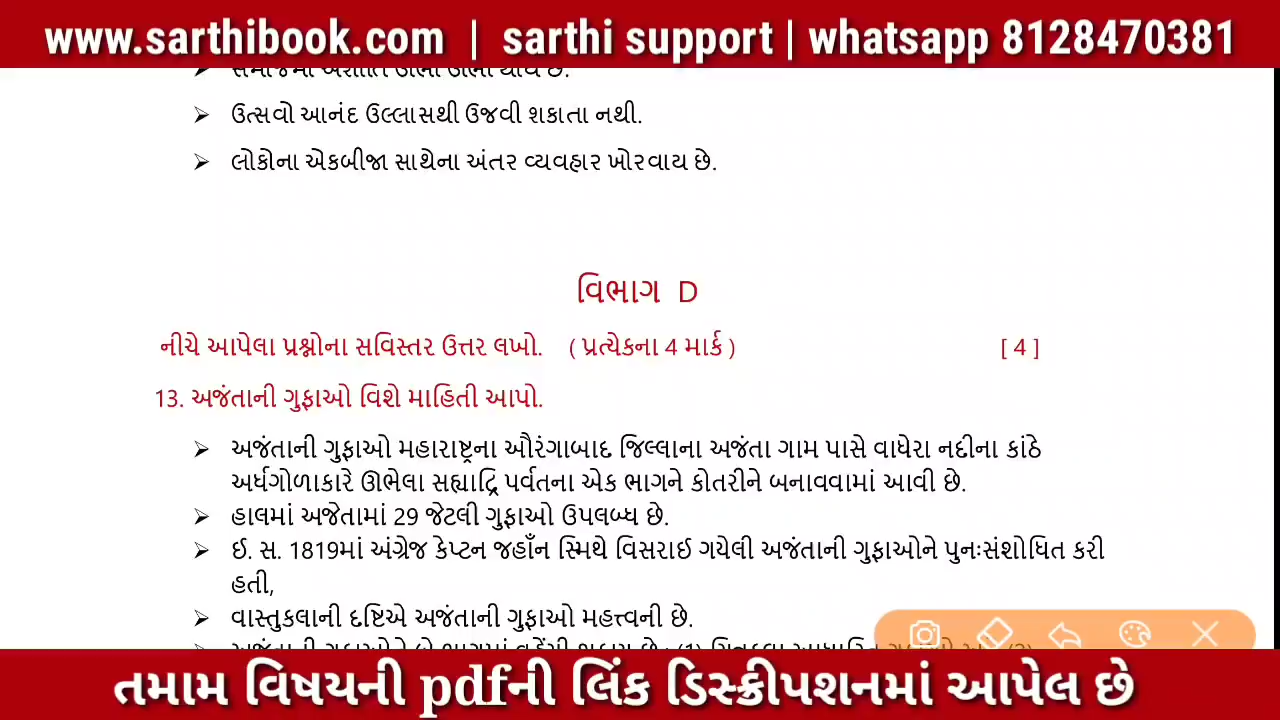 www.sarthibook.com | sarthi support | whatsapp 8128470381
ઉત્સવો આનંદ ઉલ્લાસથી ઉજવી શકાતા નથી.
લોકોના એકબીજા સાથેના અંતર વ્યવહાર ખોરવાય છે.
વિભાગ D
નીચે આપેલા પ્રશ્નોના સવિસ્તર ઉત્તર લખો. ( પ્રત્યેકના 4 માર્ક ) [ 4 ]
13. અજંતાની ગુફાઓ વિશે માહિતી આપો.
અજંતાની ગુફાઓ મહારાષ્ટ્રના ઔરંગાબાદ જિલ્લાના અજંતા ગામ પાસે વાઘેરા નદીના કાંઠે
અર્ધગોળાકારે ઊભેલા સહ્યાદ્રિ પર્વતના એક ભાગને કોતરીને બનાવવામાં આવી છે.
હાલમાં અજેતામાં 29 જેટલી ગુફાઓ ઉપલબ્ધ છે.
ઈ. સ. 1819માં અંગ્રેજ કેપ્ટન જ્હૉન સ્મિથે વિસરાઈ ગયેલી અજંતાની ગુફાઓને પુનઃસંશોધિત કરી
હતી,
વાસ્તુકલાની દષ્ટિએ અજંતાની ગુફાઓ મહત્ત્વની છે.
તમામ વિષયની pdfની લિંક ડિસ્ક્રીપશનમાં આપેલ છે